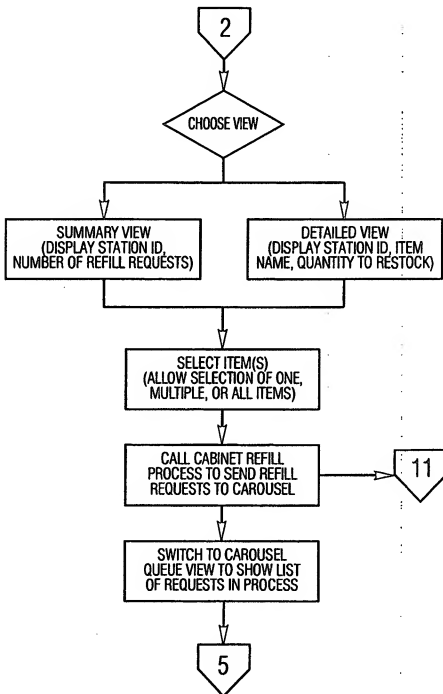 2
CHOOSE VIEW
SUMMARY VIEW
(DISPLAY STATION ID,
NUMBER OF REFILL REQUESTS)
DETAILED VIEW
(DISPLAY STATION ID, ITEM
NAME, QUANTITY TO RESTOCK)
SELECT ITEM(S)
(ALLOW SELECTION OF ONE,
MULTIPLE, OR ALL ITEMS)
CALL CABINET REFILL
PROCESS TO SEND REFILL
REQUESTS TO CAROUSEL
11
SWITCH TO CAROUSEL
QUEUE VIEW TO SHOW LIST
OF REQUESTS IN PROCESS
5